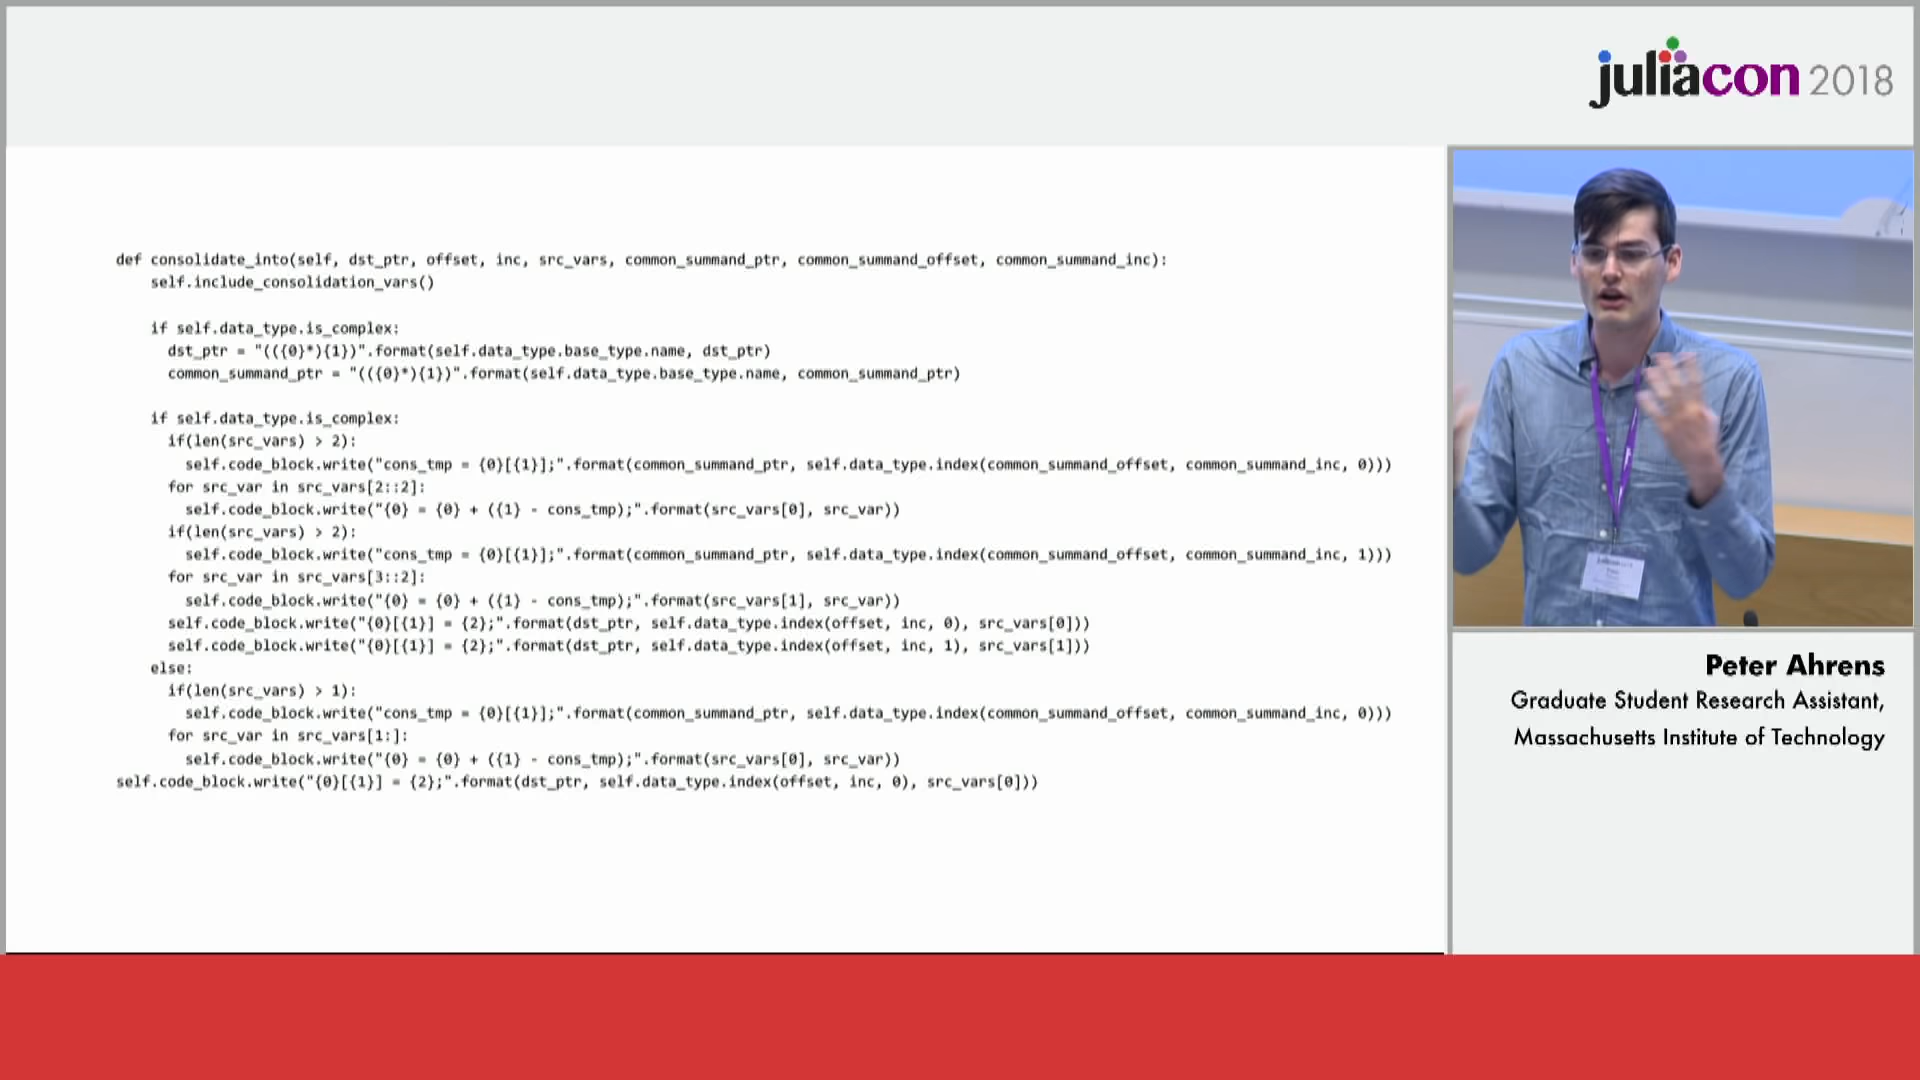 juliacon 2018
def consolidate_into(self, dst_ptr, offset, inc, src_vars, common_summand_ptr, common_summand_offset, common_summand_inc):
    self.include_consolidation_vars()

    if self.data_type.is_complex:
      dst_ptr = "(({0}*){1})".format(self.data_type.base_type.name, dst_ptr)
      common_summand_ptr = "(({0}*){1})".format(self.data_type.base_type.name, common_summand_ptr)

    if self.data_type.is_complex:
      if(len(src_vars) > 2):
        self.code_block.write("cons_tmp = {0}[{1}];".format(common_summand_ptr, self.data_type.index(common_summand_offset, common_summand_inc, 0)))
      for src_var in src_vars[2::2]:
        self.code_block.write("{0} = {0} + ({1} - cons_tmp);".format(src_vars[0], src_var))
      if(len(src_vars) > 2):
        self.code_block.write("cons_tmp = {0}[{1}];".format(common_summand_ptr, self.data_type.index(common_summand_offset, common_summand_inc, 1)))
      for src_var in src_vars[3::2]:
        self.code_block.write("{0} = {0} + ({1} - cons_tmp);".format(src_vars[1], src_var))
      self.code_block.write("{0}[{1}] = {2};".format(dst_ptr, self.data_type.index(offset, inc, 0), src_vars[0]))
      self.code_block.write("{0}[{1}] = {2};".format(dst_ptr, self.data_type.index(offset, inc, 1), src_vars[1]))
    else:
      if(len(src_vars) > 1):
        self.code_block.write("cons_tmp = {0}[{1}];".format(common_summand_ptr, self.data_type.index(common_summand_offset, common_summand_inc, 0)))
      for src_var in src_vars[1:]:
        self.code_block.write("{0} = {0} + ({1} - cons_tmp);".format(src_vars[0], src_var))
self.code_block.write("{0}[{1}] = {2};".format(dst_ptr, self.data_type.index(offset, inc, 0), src_vars[0]))
Peter Ahrens
Graduate Student Research Assistant,
Massachusetts Institute of Technology